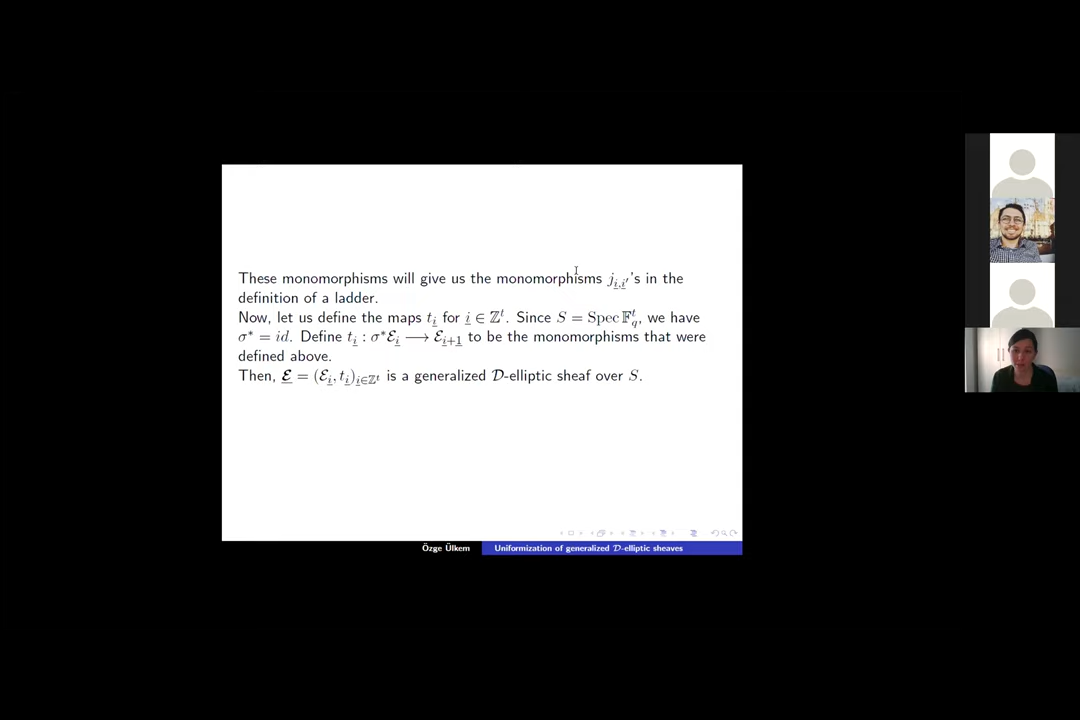 These monomorphisms will give us the monomorphisms j_{i,i'}'s in the
definition of a ladder.
Now, let us define the maps t_i for i ∈ ℤ^t. Since S = Spec 𝔽_q^t, we have
σ* = id. Define t_i : σ*ℰ_i ⟶ ℰ_{i+1} to be the monomorphisms that were
defined above.
Then, ℰ = (ℰ_i, t_i)_{i∈ℤ^t} is a generalized 𝒟-elliptic sheaf over S.
Özge Ülkem
Uniformization of generalized 𝒟-elliptic sheaves